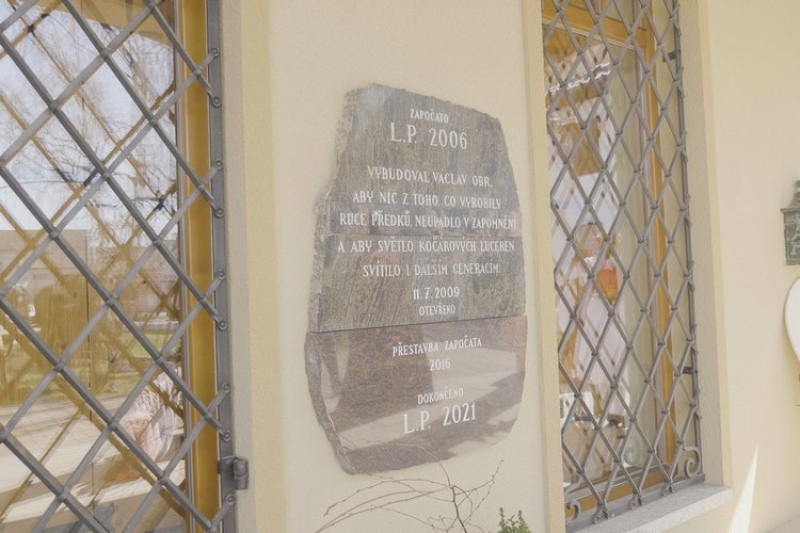 ZAPOČATO
L.P. 2006
VYBUDOVAL VÁCLAV OBR,
ABY NIC Z TOHO, CO VYROBILY
RUCE PŘEDKŮ NEUPADLO V ZAPOMNĚNÍ
A ABY SVĚTLO KOČÁROVÝCH LUCEREN
SVÍTILO I DALŠÍM GENERACÍM!
11.7.2009
OTEVŘENO
PŘESTAVBA ZAPOČATA
2016
DOKONČENO
L.P. 2021